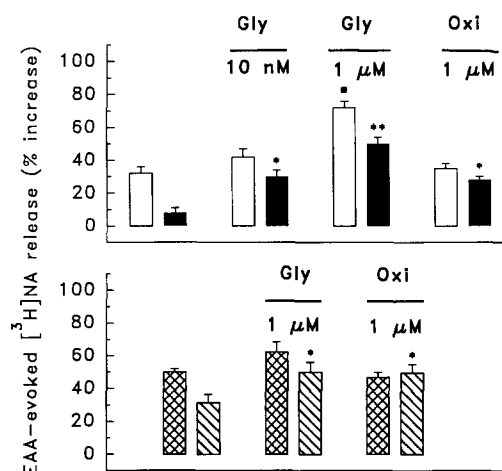 EAA-evoked [³H]NA release (% increase)
Gly Gly Oxi
10 nM 1 μM 1 μM
100
80
60
40
20
0
■
* ** *
Gly Oxi
1 μM 1 μM
100
80
60
40
20
0
* *